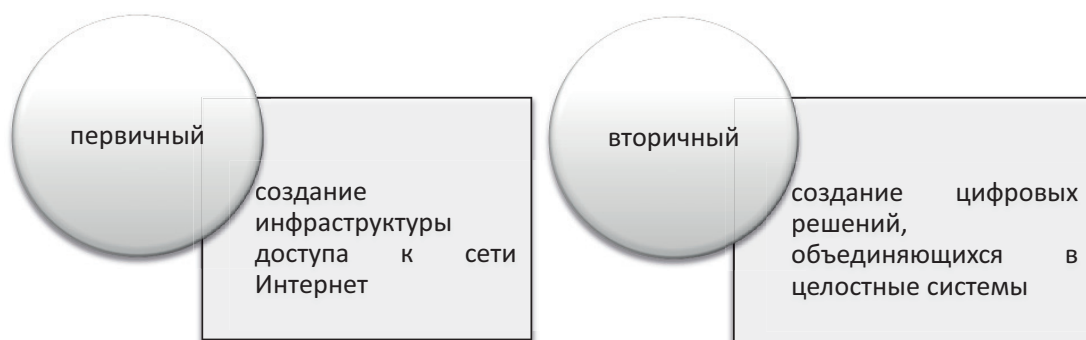 первичный
создание
инфраструктуры
доступа к сети
Интернет
вторичный
создание цифровых
решений,
объединяющихся в
целостные системы